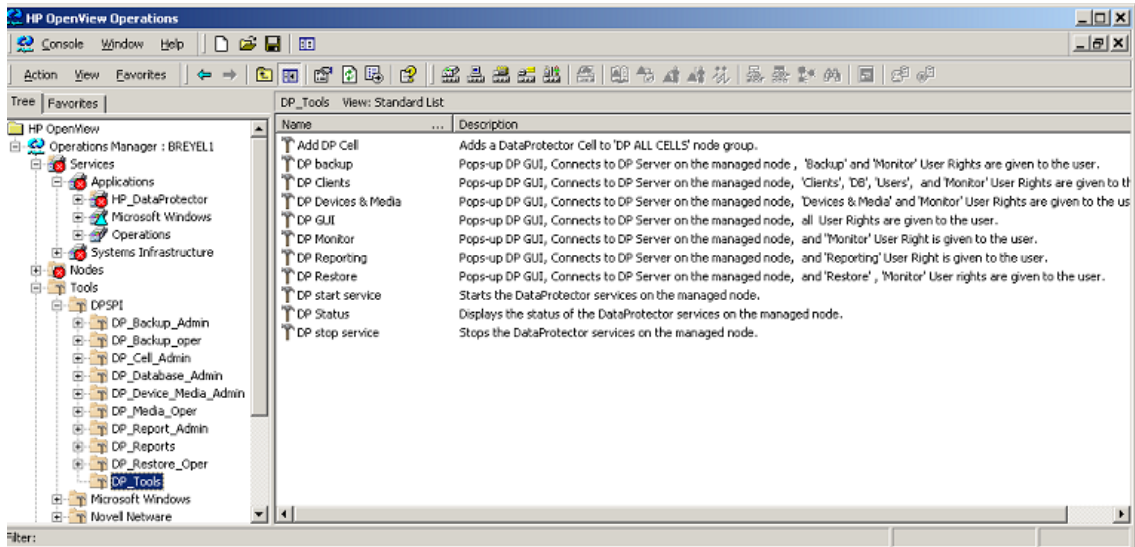 HP OpenView Operations
Console Window Help
Action View Favorites
Tree Favorites
DP_Tools View: Standard List
HP OpenView
Operations Manager : BREYEL1
Services
Applications
HP_DataProtector
Microsoft Windows
Operations
Systems Infrastructure
Nodes
Tools
DPSPI
DP_Backup_Admin
DP_Backup_oper
DP_Cell_Admin
DP_Database_Admin
DP_Device_Media_Admin
DP_Media_Oper
DP_Report_Admin
DP_Reports
DP_Restore_Oper
DP_Tools
Microsoft Windows
Novell Netware
Name ... Description
Add DP Cell Adds a DataProtector Cell to 'DP ALL CELLS' node group.
DP backup Pops-up DP GUI, Connects to DP Server on the managed node , 'Backup' and 'Monitor' User Rights are given to the user.
DP Clients Pops-up DP GUI, Connects to DP Server on the managed node, 'Clients', 'DB', 'Users', and 'Monitor' User Rights are given to th
DP Devices & Media Pops-up DP GUI, Connects to DP Server on the managed node, 'Devices & Media' and 'Monitor' User Rights are given to the us
DP GUI Pops-up DP GUI, Connects to DP Server on the managed node, all User Rights are given to the user.
DP Monitor Pops-up DP GUI, Connects to DP Server on the managed node, and ''Monitor' User Right is given to the user.
DP Reporting Pops-up DP GUI, Connects to DP Server on the managed node, and 'Reporting' User Right is given to the user.
DP Restore Pops-up DP GUI, Connects to DP Server on the managed node, and 'Restore' , 'Monitor' User rights are given to the user.
DP start service Starts the DataProtector services on the managed node.
DP Status Displays the status of the DataProtector services on the managed node.
DP stop service Stops the DataProtector services on the managed node.
Filter: